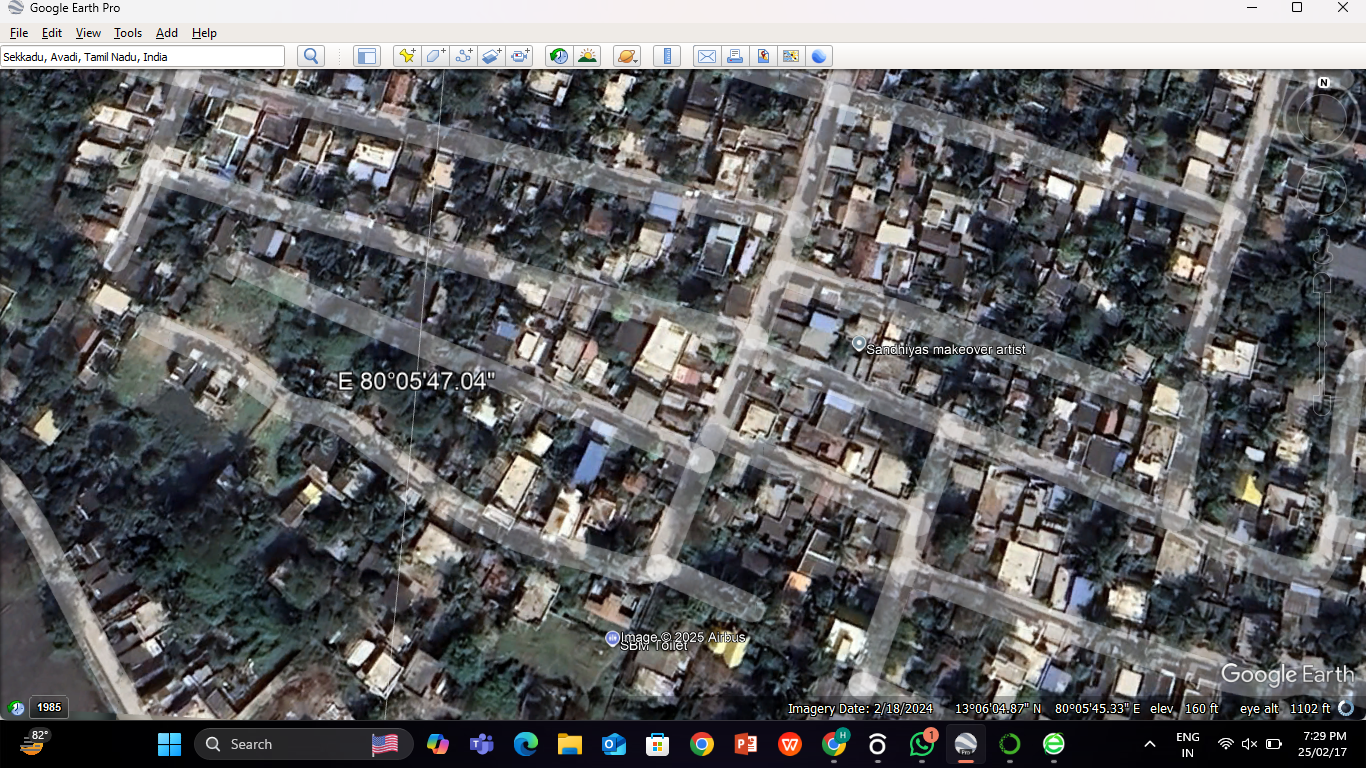 Google Earth Pro
File Edit View Tools Add Help
Sekkadu, Avadi, Tamil Nadu, India
N
Sandhiyas makeover artist
E 80°05'47.04"
Image © 2025 Airbus
SBM Toilet
Google Earth
1985
Imagery Date: 2/18/2024 13°06'04.87" N 80°05'45.33" E elev 160 ft eye alt 1102 ft
82°
Search
H
1
Pro
ENG
IN
7:29 PM
25/02/17